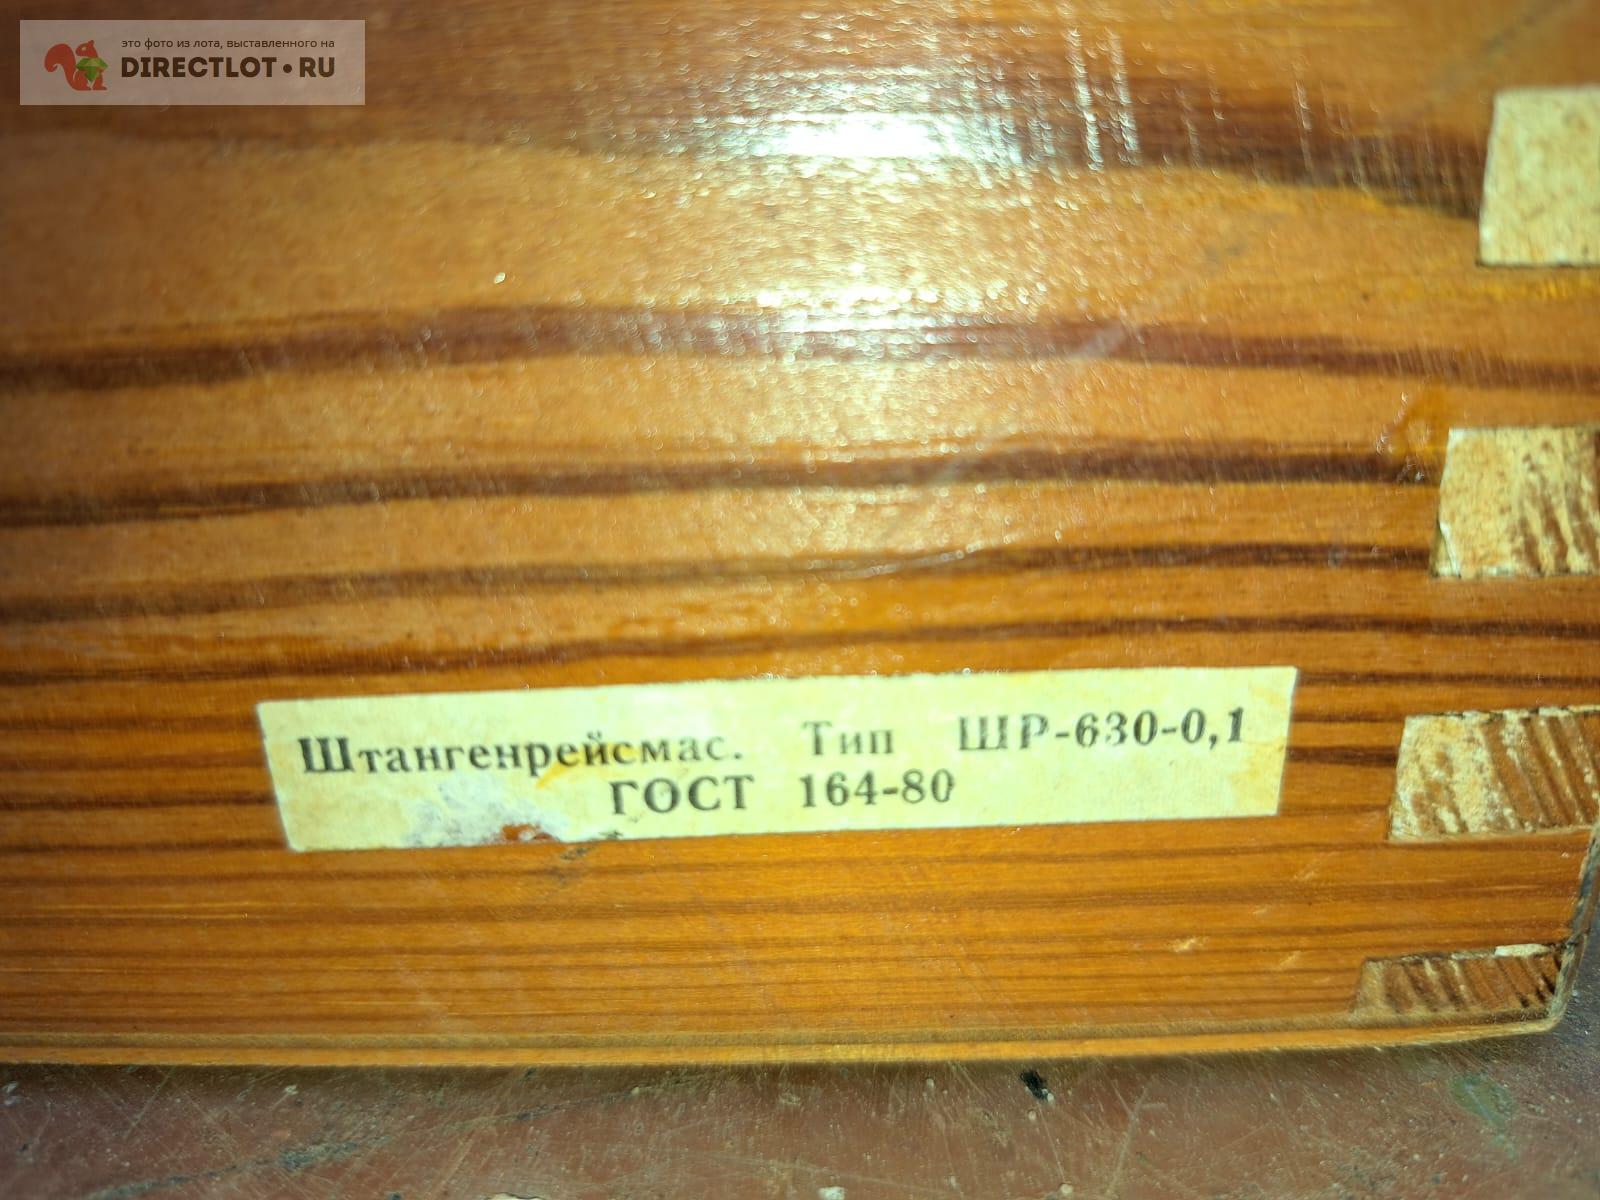 это фото из лота, выставленного на
DIRECTLOT•RU
Штангенрейсмас. Тип ШР-630-0,1
ГОСТ 164-80